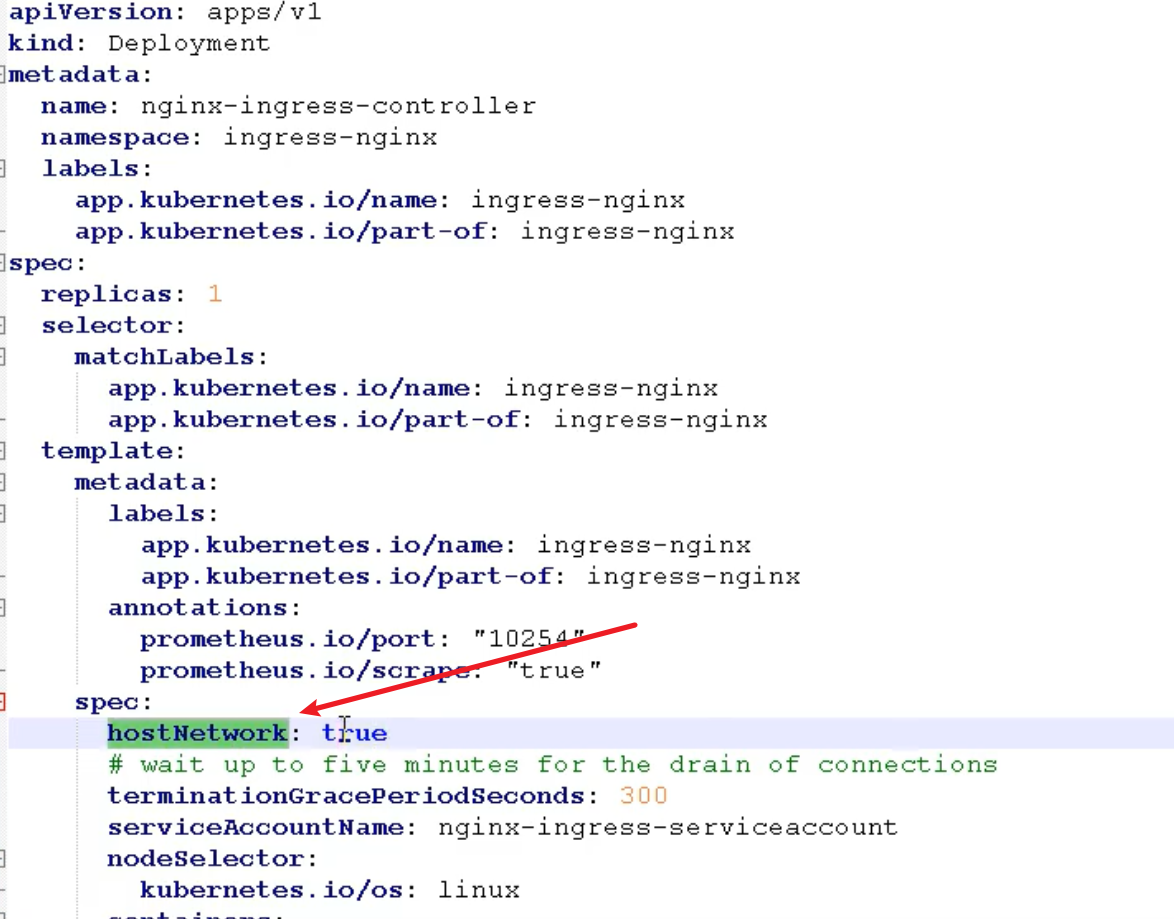 apiVersion: apps/v1
kind: Deployment
metadata:
  name: nginx-ingress-controller
  namespace: ingress-nginx
  labels:
    app.kubernetes.io/name: ingress-nginx
    app.kubernetes.io/part-of: ingress-nginx
spec:
  replicas: 1
  selector:
    matchLabels:
      app.kubernetes.io/name: ingress-nginx
      app.kubernetes.io/part-of: ingress-nginx
  template:
    metadata:
      labels:
        app.kubernetes.io/name: ingress-nginx
        app.kubernetes.io/part-of: ingress-nginx
      annotations:
        prometheus.io/port: "10254"
        prometheus.io/scrape: "true"
    spec:
      hostNetwork: true
      # wait up to five minutes for the drain of connections
      terminationGracePeriodSeconds: 300
      serviceAccountName: nginx-ingress-serviceaccount
      nodeSelector:
        kubernetes.io/os: linux
      containers: